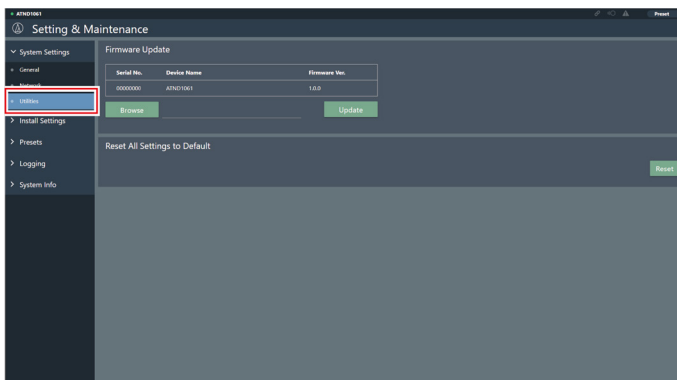 ATND1061
Preset
Setting & Maintenance
System Settings
General
Network
Utilities
Install Settings
Presets
Logging
System Info
Firmware Update
Serial No. Device Name Firmware Ver.
00000000 ATND1061 1.0.0
Browse Update
Reset All Settings to Default
Reset